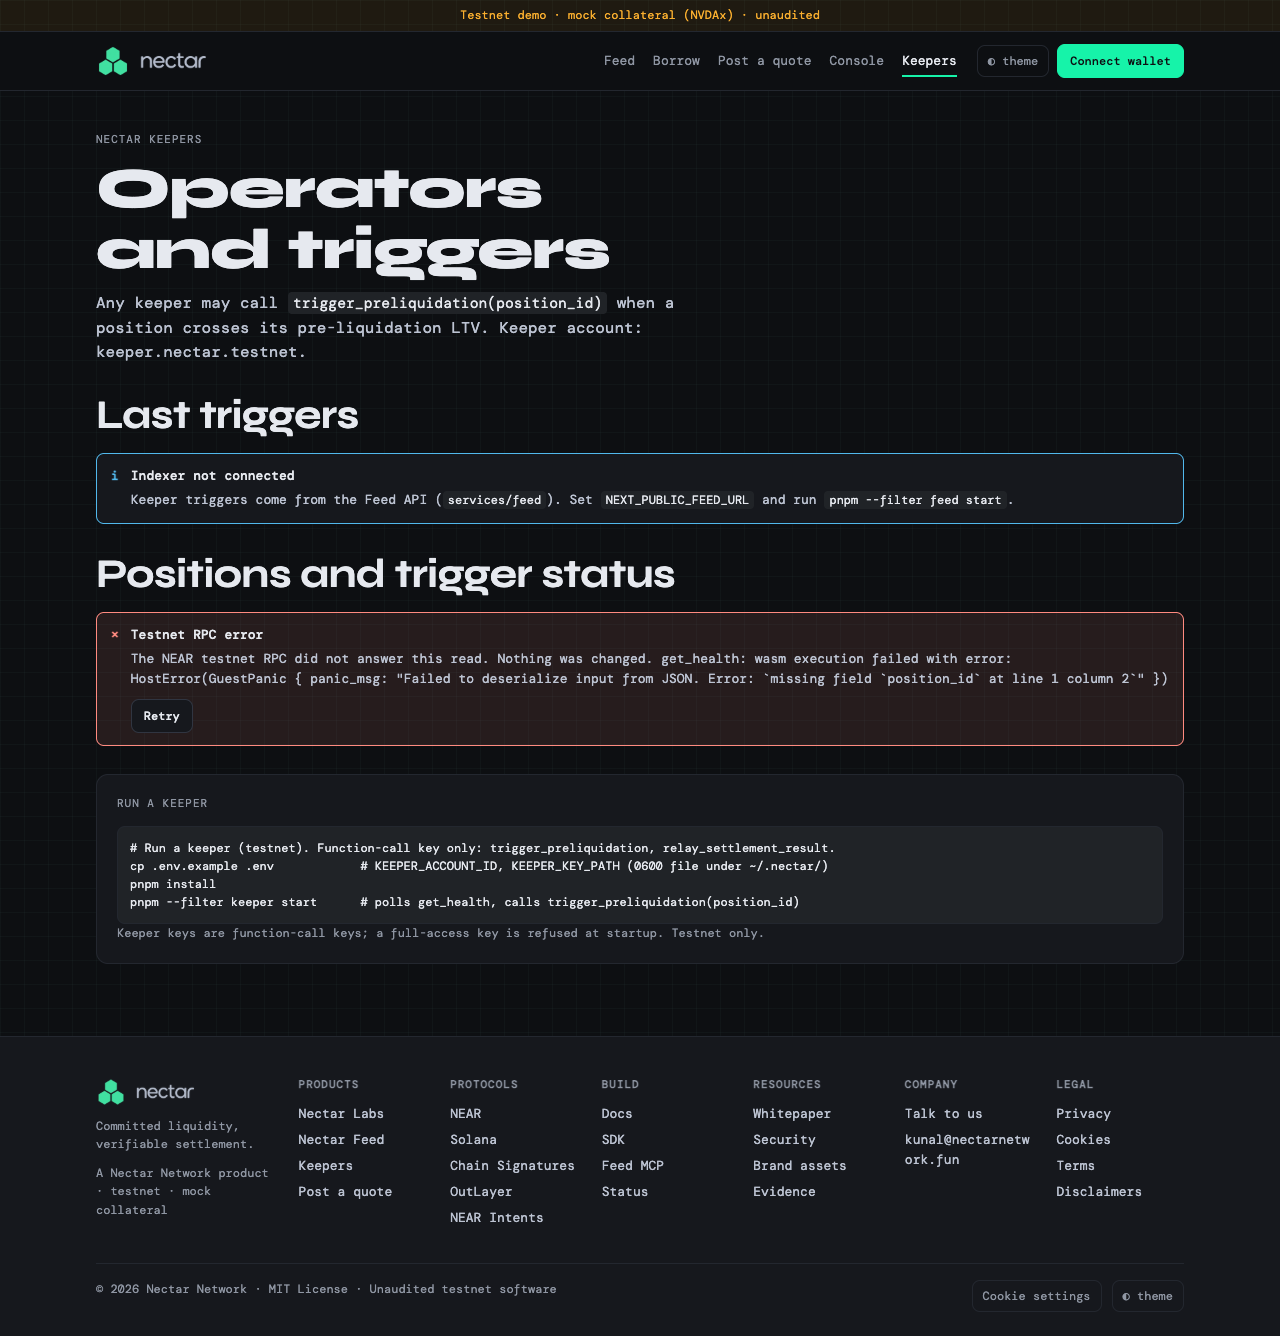 Testnet demo · mock collateral (NVDAx) · unaudited
nectar
Feed Borrow Post a quote Console Keepers ◐ theme Connect wallet
NECTAR KEEPERS
Operators
and triggers
Any keeper may call trigger_preliquidation(position_id) when a
position crosses its pre-liquidation LTV. Keeper account:
keeper.nectar.testnet.
Last triggers
i Indexer not connected
Keeper triggers come from the Feed API (services/feed). Set NEXT_PUBLIC_FEED_URL and run pnpm --filter feed start.
Positions and trigger status
× Testnet RPC error
The NEAR testnet RPC did not answer this read. Nothing was changed. get_health: wasm execution failed with error:
HostError(GuestPanic { panic_msg: "Failed to deserialize input from JSON. Error: `missing field `position_id` at line 1 column 2`" })
Retry
RUN A KEEPER
# Run a keeper (testnet). Function-call key only: trigger_preliquidation, relay_settlement_result.
cp .env.example .env # KEEPER_ACCOUNT_ID, KEEPER_KEY_PATH (0600 file under ~/.nectar/)
pnpm install
pnpm --filter keeper start # polls get_health, calls trigger_preliquidation(position_id)
Keeper keys are function-call keys; a full-access key is refused at startup. Testnet only.
nectar
Committed liquidity,
verifiable settlement.
A Nectar Network product
· testnet · mock
collateral
PRODUCTS
Nectar Labs
Nectar Feed
Keepers
Post a quote
PROTOCOLS
NEAR
Solana
Chain Signatures
OutLayer
NEAR Intents
BUILD
Docs
SDK
Feed MCP
Status
RESOURCES
Whitepaper
Security
Brand assets
Evidence
COMPANY
Talk to us
kunal@nectarnetw
ork.fun
LEGAL
Privacy
Cookies
Terms
Disclaimers
© 2026 Nectar Network · MIT License · Unaudited testnet software
Cookie settings ◐ theme